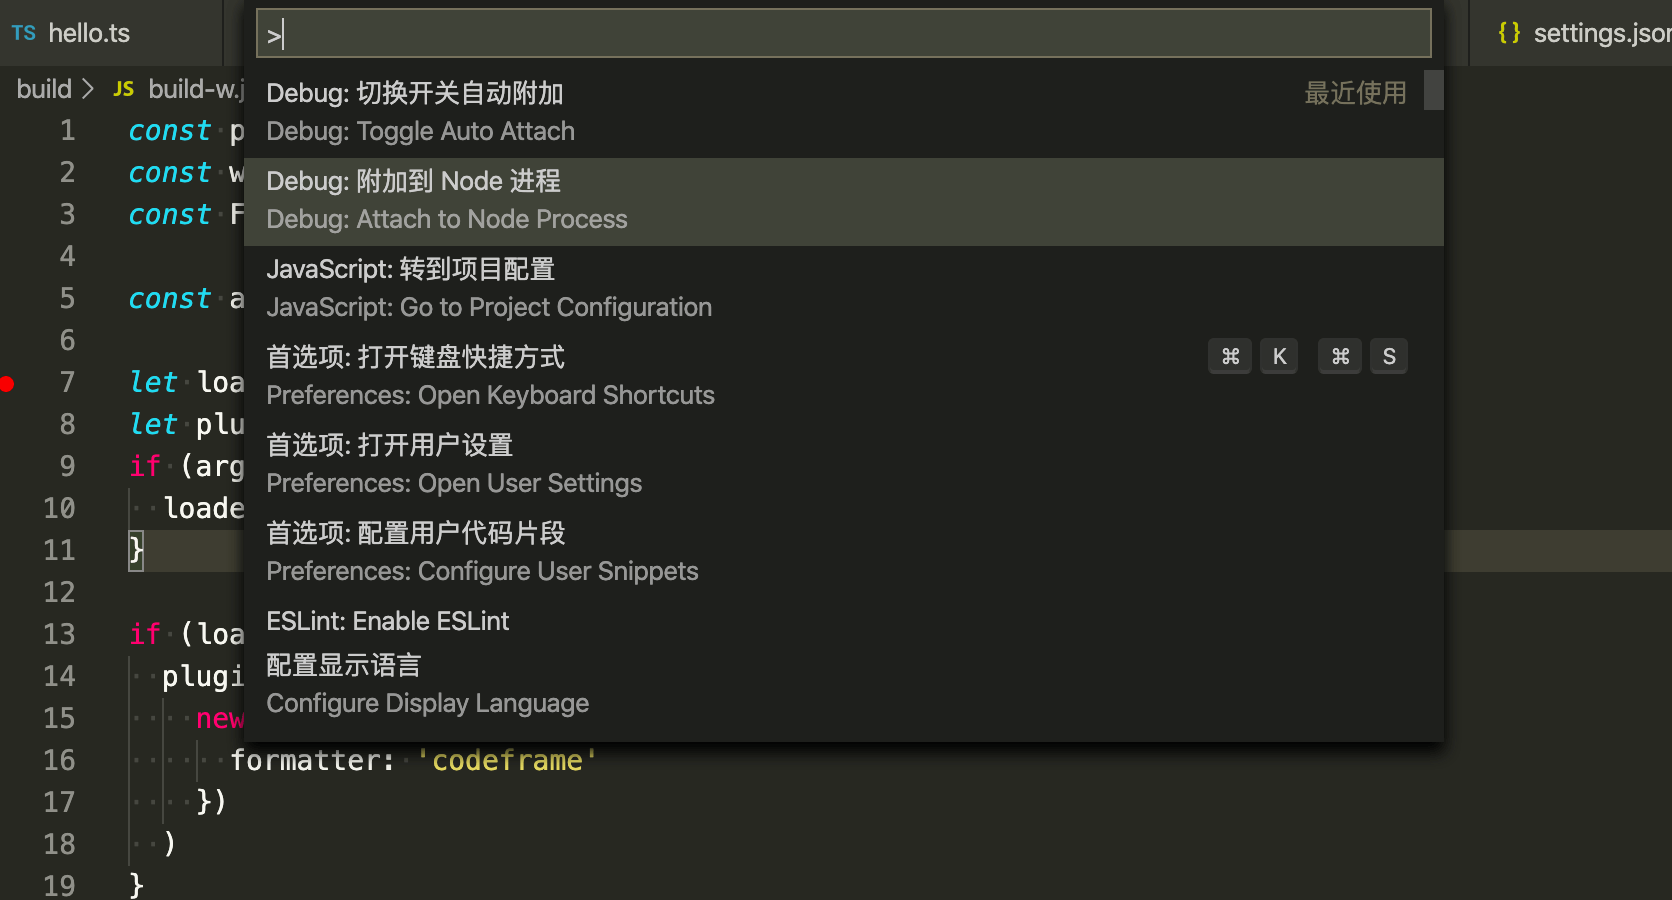 TS hello.ts
{} settings.json
build > JS build-w.j
>
Debug: 切换开关自动附加 最近使用
Debug: Toggle Auto Attach
Debug: 附加到 Node 进程
Debug: Attach to Node Process
JavaScript: 转到项目配置
JavaScript: Go to Project Configuration
首选项: 打开键盘快捷方式 ⌘ K ⌘ S
Preferences: Open Keyboard Shortcuts
首选项: 打开用户设置
Preferences: Open User Settings
首选项: 配置用户代码片段
Preferences: Configure User Snippets
ESLint: Enable ESLint
配置显示语言
Configure Display Language
1 const p
2 const w
3 const F
4
5 const a
6
7 let loa
8 let plu
9 if (arg
10 loade
11 }
12
13 if (loa
14 plugi
15 new
16 formatter: 'codeframe'
17 })
18 )
19 }